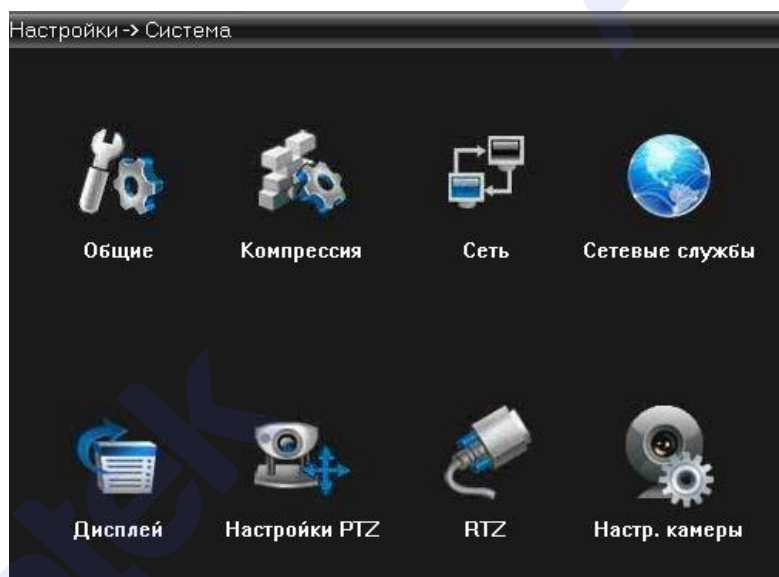 Настройки -> Система
Общие
Компрессия
Сеть
Сетевые службы
Дисплей
Настройки PTZ
RTZ
Настр. камеры